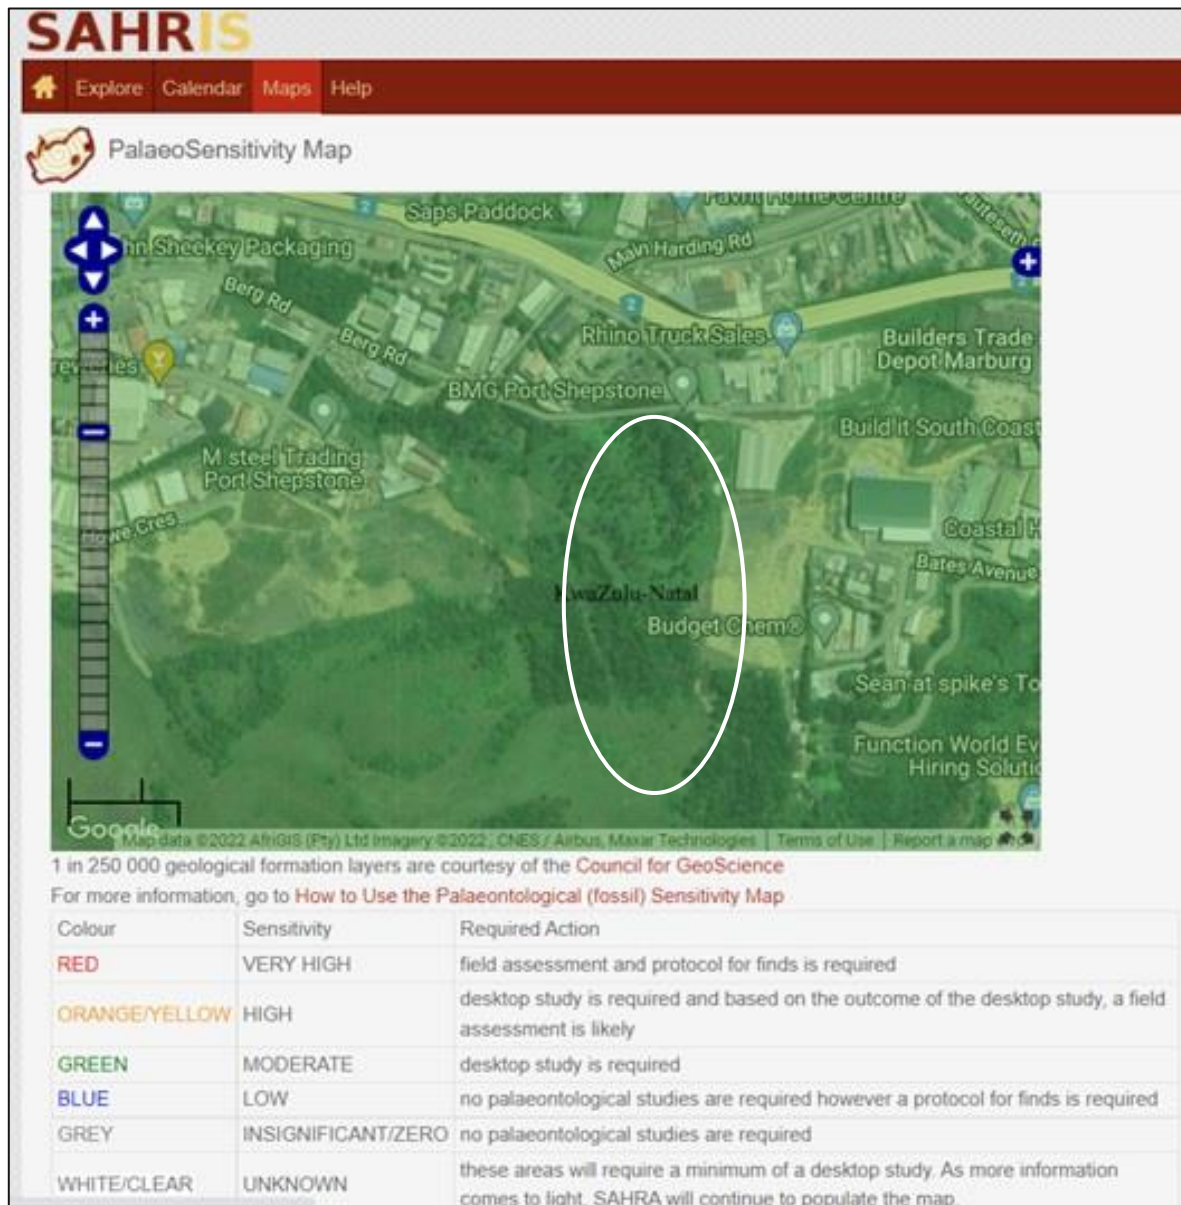 SAHRIS
Explore Calendar Maps Help
PalaeoSensitivity Map
Saps Paddock
Main Harding Rd
Sheekey Packaging
2
Berg Rd
2
Berg Rd
Rhino Truck Sales
Builders Trade
Depot Marburg
BMG Port Shepstone
Build it South Coast
M steel Trading
Port Shepstone
Howe Cres
Coastal H
Bates Avenue
KwaZulu-Natal
Budget Chem®
Sean at spike's To
Function World Ev
Hiring Soluti
Google
Map data ©2022 AfriGIS (Pty) Ltd Imagery ©2022 , CNES / Airbus, Maxar Technologies Terms of Use Report a map
1 in 250 000 geological formation layers are courtesy of the Council for GeoScience
For more information, go to How to Use the Palaeontological (fossil) Sensitivity Map
Colour Sensitivity Required Action
RED VERY HIGH field assessment and protocol for finds is required
ORANGE/YELLOW HIGH desktop study is required and based on the outcome of the desktop study, a field
assessment is likely
GREEN MODERATE desktop study is required
BLUE LOW no palaeontological studies are required however a protocol for finds is required
GREY INSIGNIFICANT/ZERO no palaeontological studies are required
WHITE/CLEAR UNKNOWN these areas will require a minimum of a desktop study. As more information
comes to light, SAHRA will continue to populate the map.